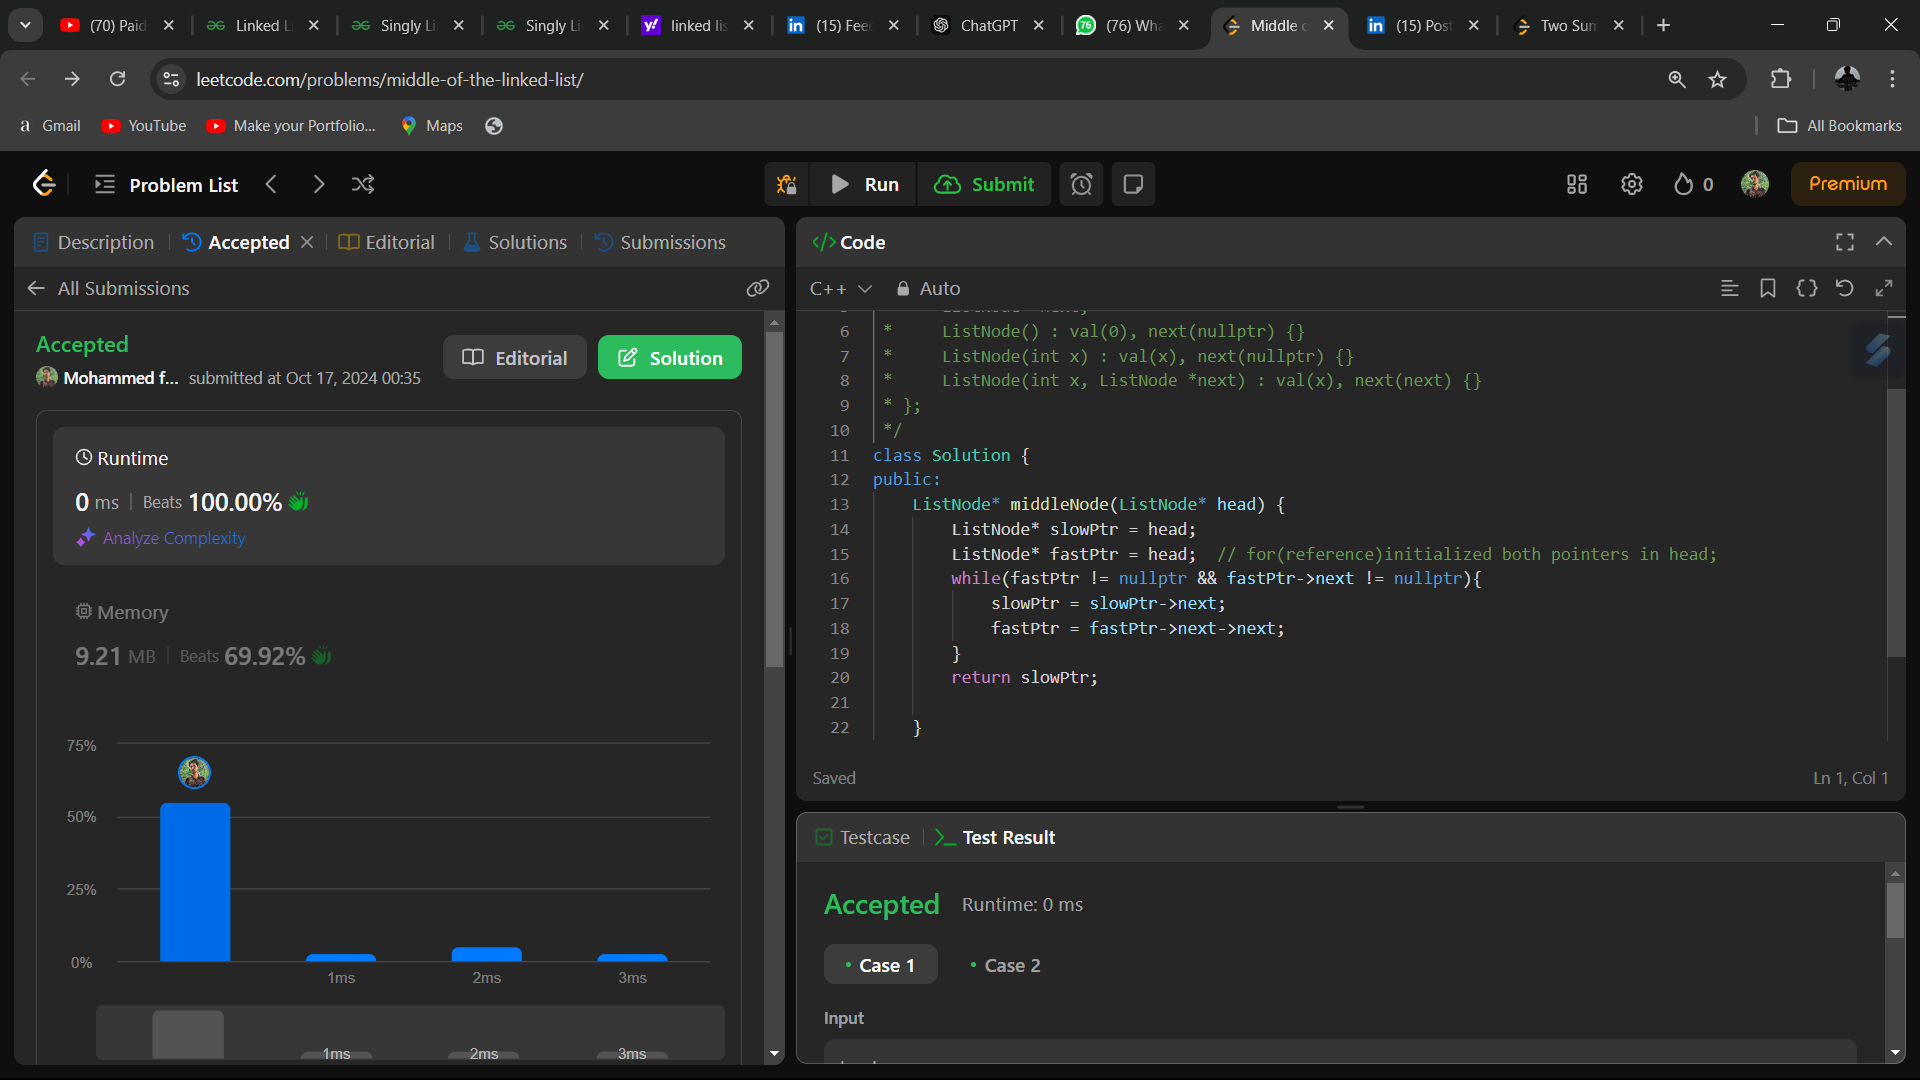 (70) Paid
Linked L
Singly Li
Singly Li
linked lis
(15) Feed
ChatGPT
(76) Wha
Middle o
(15) Post
Two Sum
leetcode.com/problems/middle-of-the-linked-list/
Gmail
YouTube
Make your Portfolio...
Maps
All Bookmarks
Problem List
Run
Submit
0
Premium
Description
Accepted
Editorial
Solutions
Submissions
All Submissions
Accepted
Mohammed f... submitted at Oct 17, 2024 00:35
Editorial
Solution
Runtime
0 ms | Beats 100.00%
Analyze Complexity
Memory
9.21 MB | Beats 69.92%
75%
50%
25%
0%
1ms 2ms 3ms
1ms 2ms 3ms
</> Code
C++
Auto
6 *     ListNode() : val(0), next(nullptr) {}
7 *     ListNode(int x) : val(x), next(nullptr) {}
8 *     ListNode(int x, ListNode *next) : val(x), next(next) {}
9 * };
10 */
11 class Solution {
12 public:
13     ListNode* middleNode(ListNode* head) {
14         ListNode* slowPtr = head;
15         ListNode* fastPtr = head;  // for(reference)initialized both pointers in head;
16         while(fastPtr != nullptr && fastPtr->next != nullptr){
17             slowPtr = slowPtr->next;
18             fastPtr = fastPtr->next->next;
19         }
20         return slowPtr;
21
22     }
Saved
Ln 1, Col 1
Testcase
Test Result
Accepted Runtime: 0 ms
• Case 1
• Case 2
Input